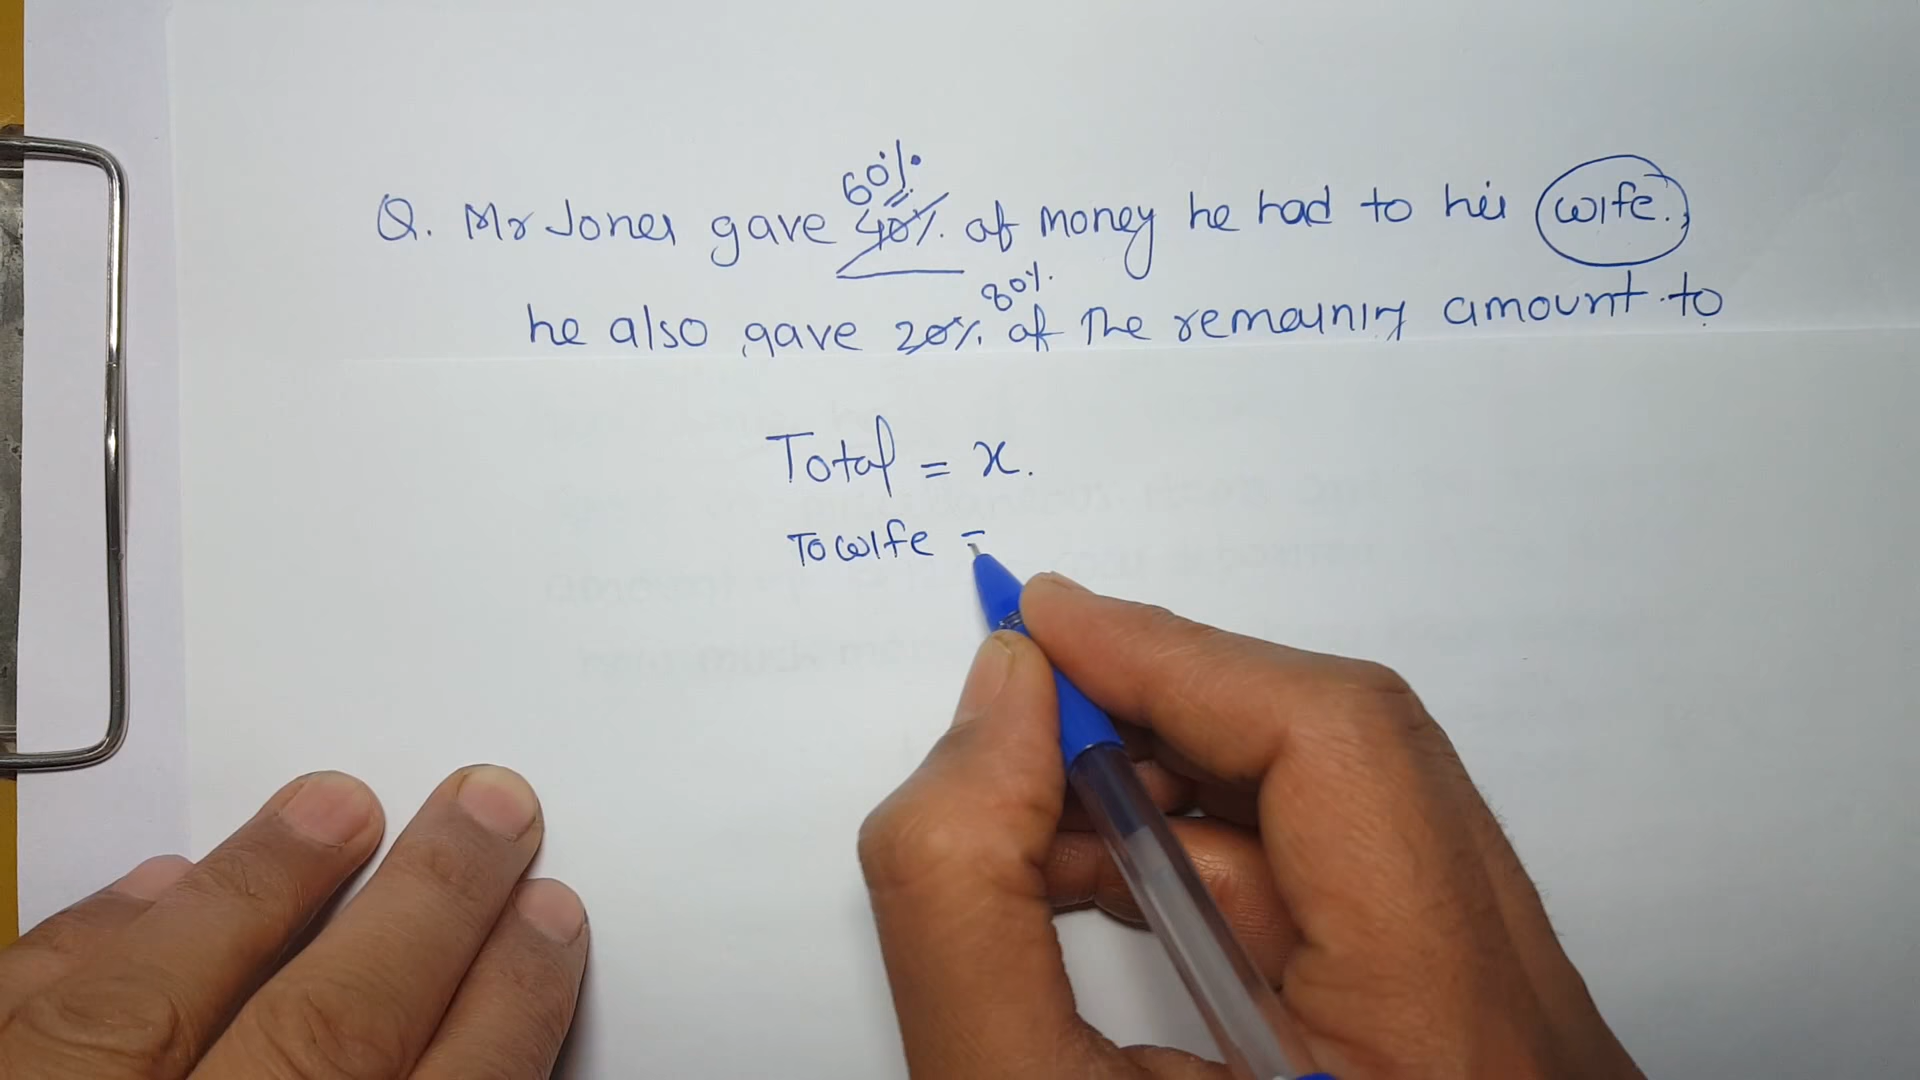 60%
Q. Mr Jones gave 40% of money he had to his wife.
80%
he also gave 20% of the remaining amount to
Total = x.
To wife =